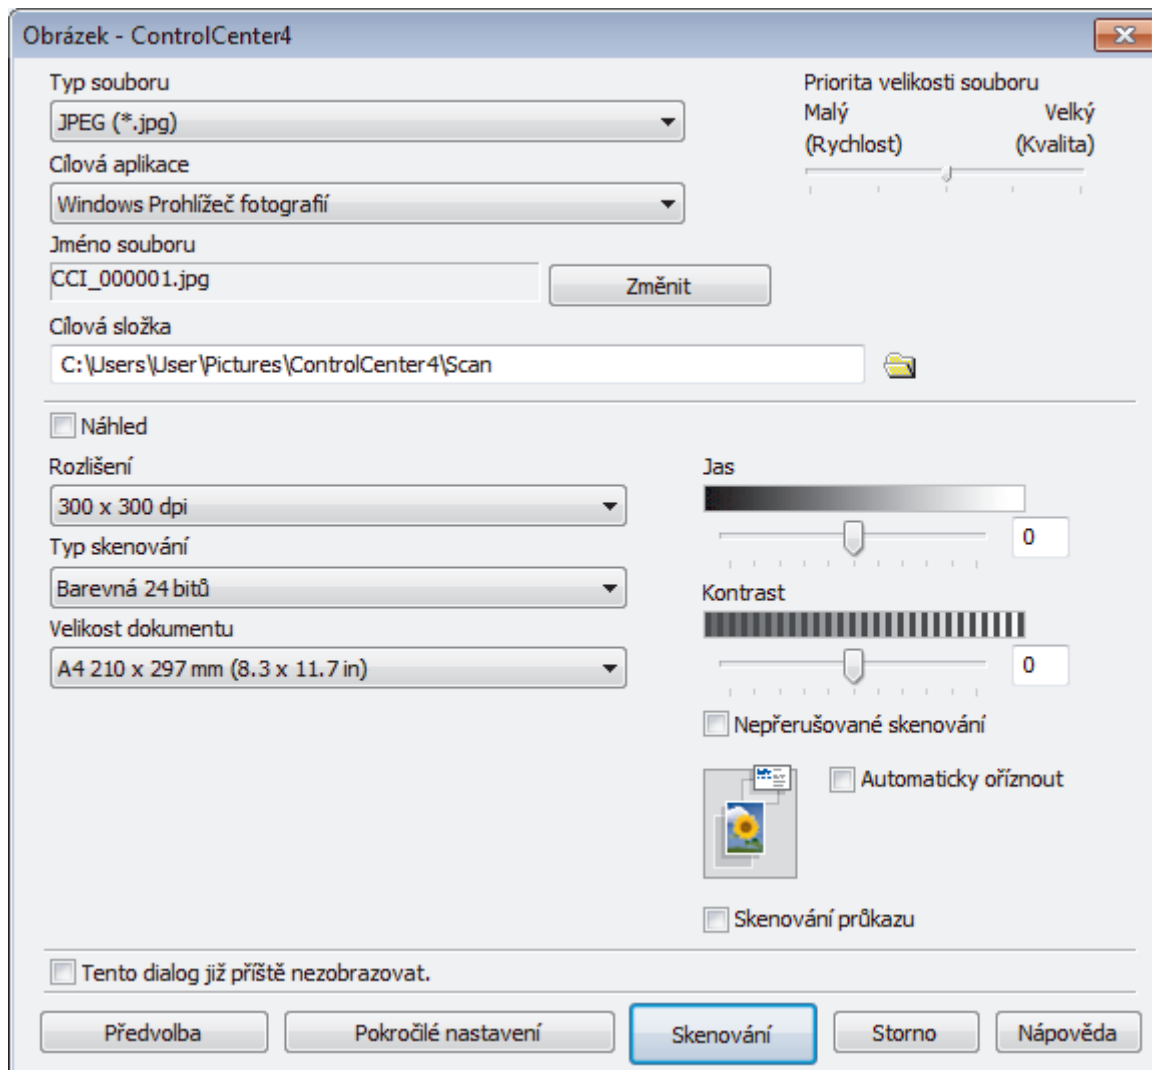 Obrázek - ControlCenter4
Typ souboru
JPEG (*.jpg)
Cílová aplikace
Windows Prohlížeč fotografií
Jméno souboru
CCI_000001.jpg
Změnit
Cílová složka
C:\Users\User\Pictures\ControlCenter4\Scan
Priorita velikosti souboru
Malý Velký
(Rychlost) (Kvalita)
Náhled
Rozlišení
300 x 300 dpi
Typ skenování
Barevná 24 bitů
Velikost dokumentu
A4 210 x 297 mm (8.3 x 11.7 in)
Jas
0
Kontrast
0
Nepřerušované skenování
Automaticky oříznout
Skenování průkazu
Tento dialog již příště nezobrazovat.
Předvolba Pokročilé nastavení Skenování Storno Nápověda